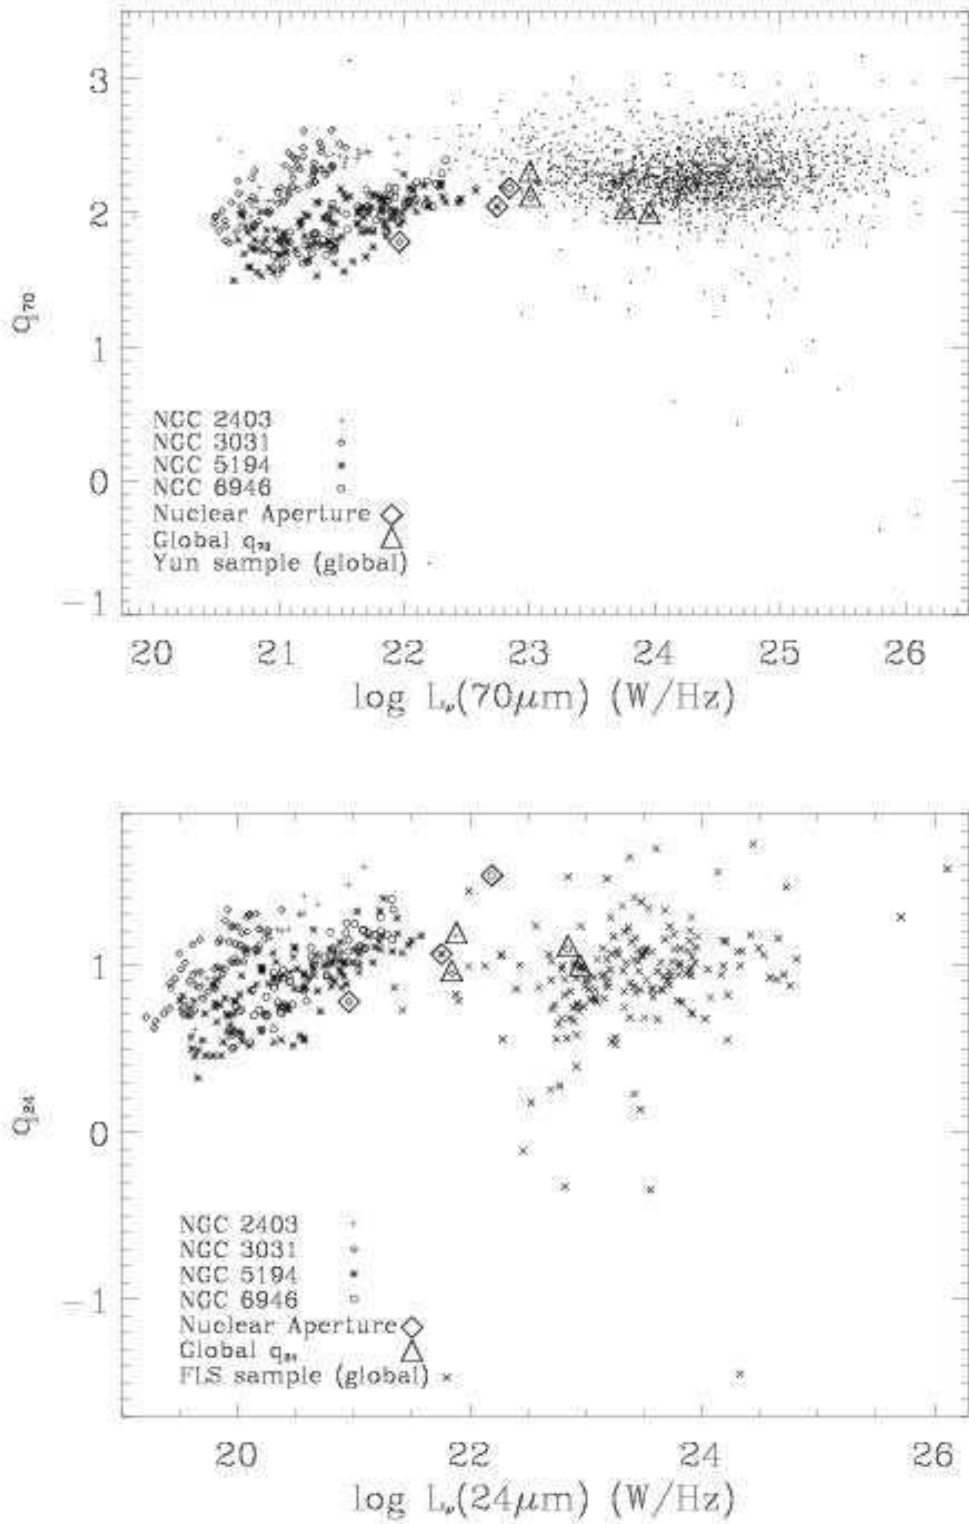 3
2
1
0
−1
q₇₀
NGC 2403
NGC 3031
NGC 5194
NGC 6946
Nuclear Aperture
Global q₇₀
Yun sample (global)
20 21 22 23 24 25 26
log Lᵥ(70μm) (W/Hz)
1
0
−1
q₂₄
NGC 2403
NGC 3031
NGC 5194
NGC 6946
Nuclear Aperture
Global q₂₄
FLS sample (global)
20 22 24 26
log Lᵥ(24μm) (W/Hz)